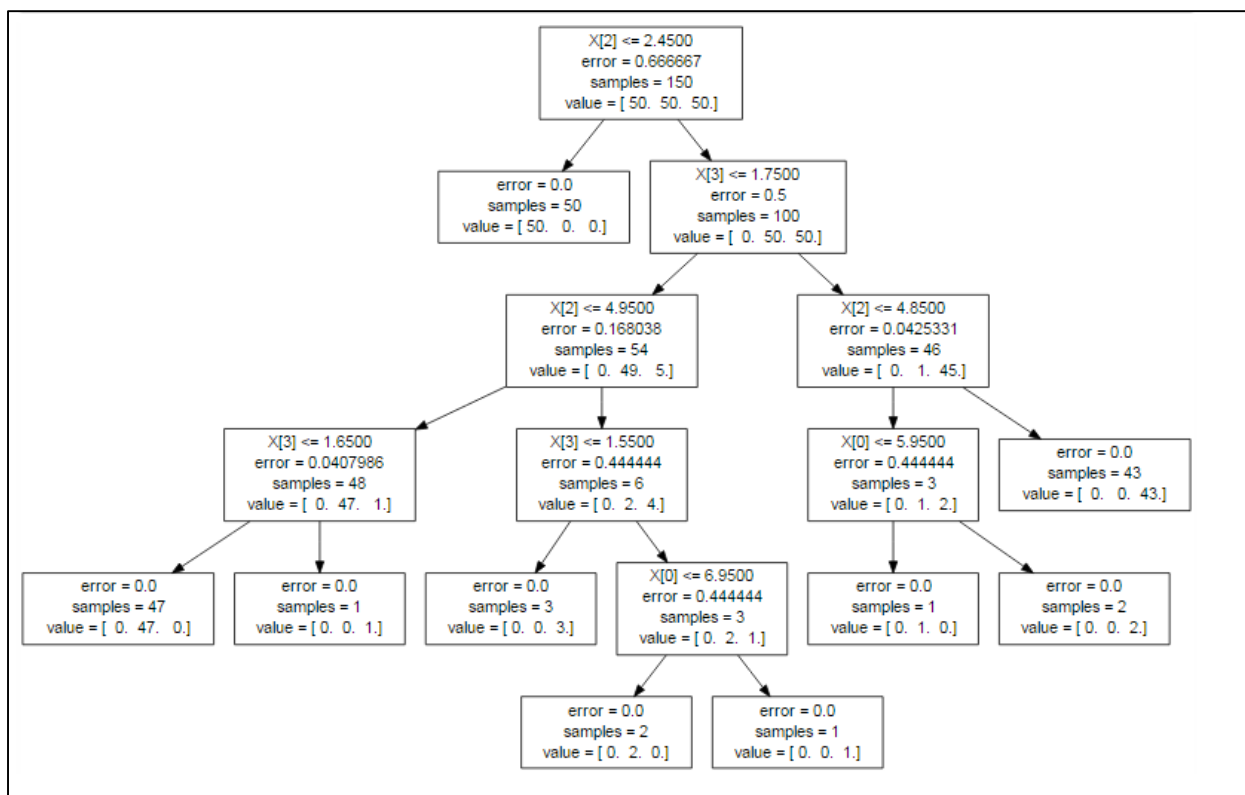 X[2] <= 2.4500
error = 0.666667
samples = 150
value = [ 50. 50. 50.]
error = 0.0
samples = 50
value = [ 50. 0. 0.]
X[3] <= 1.7500
error = 0.5
samples = 100
value = [ 0. 50. 50.]
X[2] <= 4.9500
error = 0.168038
samples = 54
value = [ 0. 49. 5.]
X[2] <= 4.8500
error = 0.0425331
samples = 46
value = [ 0. 1. 45.]
X[3] <= 1.6500
error = 0.0407986
samples = 48
value = [ 0. 47. 1.]
X[3] <= 1.5500
error = 0.444444
samples = 6
value = [ 0. 2. 4.]
X[0] <= 5.9500
error = 0.444444
samples = 3
value = [ 0. 1. 2.]
error = 0.0
samples = 43
value = [ 0. 0. 43.]
error = 0.0
samples = 47
value = [ 0. 47. 0.]
error = 0.0
samples = 1
value = [ 0. 0. 1.]
error = 0.0
samples = 3
value = [ 0. 0. 3.]
X[0] <= 6.9500
error = 0.444444
samples = 3
value = [ 0. 2. 1.]
error = 0.0
samples = 1
value = [ 0. 1. 0.]
error = 0.0
samples = 2
value = [ 0. 0. 2.]
error = 0.0
samples = 2
value = [ 0. 2. 0.]
error = 0.0
samples = 1
value = [ 0. 0. 1.]